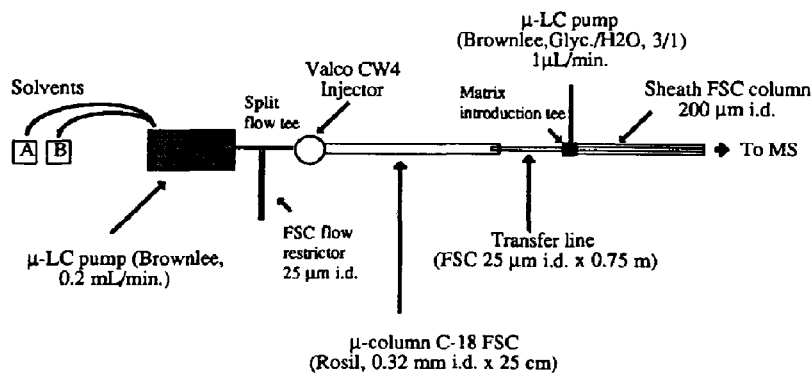 μ-LC pump
(Brownlee,Glyc./H2O, 3/1)
1μL/min.
Valco CW4
Injector
Solvents
Split
flow tee
Matrix
introduction tee
Sheath FSC column
200 μm i.d.
A
B
To MS
μ-LC pump (Brownlee,
0.2 mL/min.)
FSC flow
restrictor
25 μm i.d.
Transfer line
(FSC 25 μm i.d. x 0.75 m)
μ-column C-18 FSC
(Rosil, 0.32 mm i.d. x 25 cm)